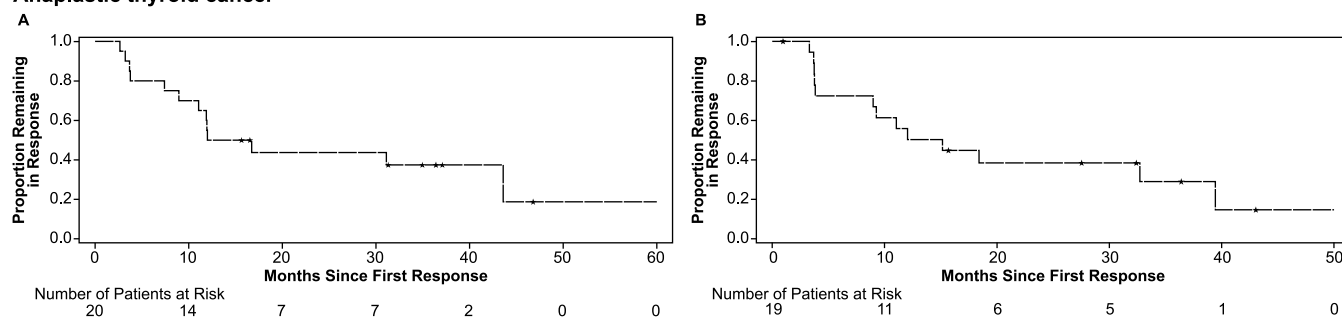 Anaplastic thyroid cancer
A
1.0
0.8
0.6
0.4
0.2
0.0
Proportion Remaining
in Response
0 10 20 30 40 50 60
Months Since First Response
Number of Patients at Risk
20 14 7 7 2 0 0
B
1.0
0.8
0.6
0.4
0.2
0.0
Proportion Remaining
in Response
0 10 20 30 40 50
Months Since First Response
Number of Patients at Risk
19 11 6 5 1 0